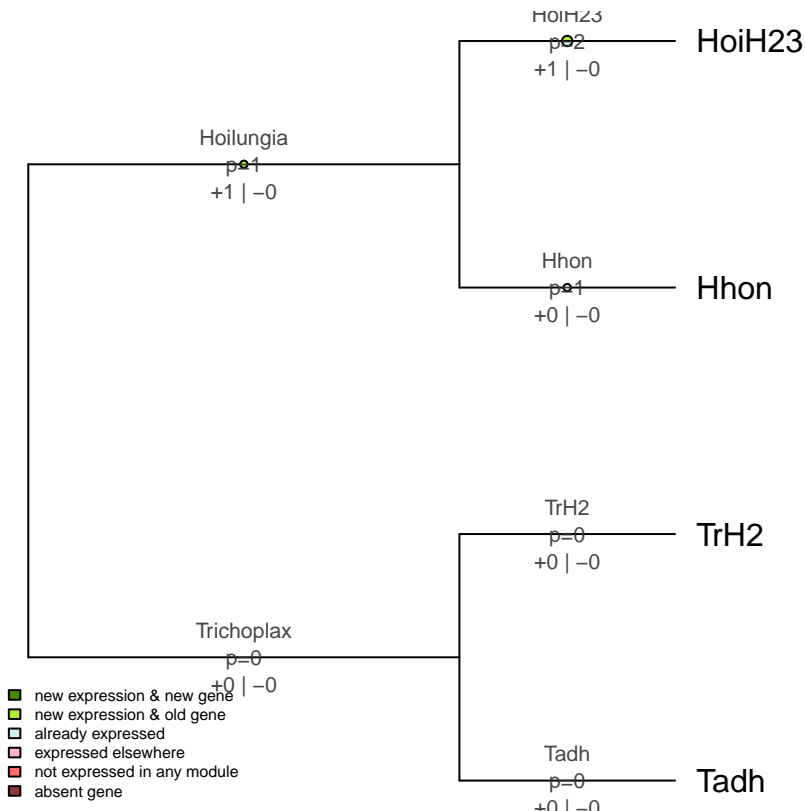 HoiH23
p=2
+1 | −0
HoiH23
Hoilungia
p=1
+1 | −0
Hhon
p=1
+0 | −0
Hhon
TrH2
p=0
+0 | −0
TrH2
Trichoplax
p=0
+0 | −0
new expression & new gene
new expression & old gene
already expressed
expressed elsewhere
not expressed in any module
absent gene
Tadh
p=0
+0 | −0
Tadh